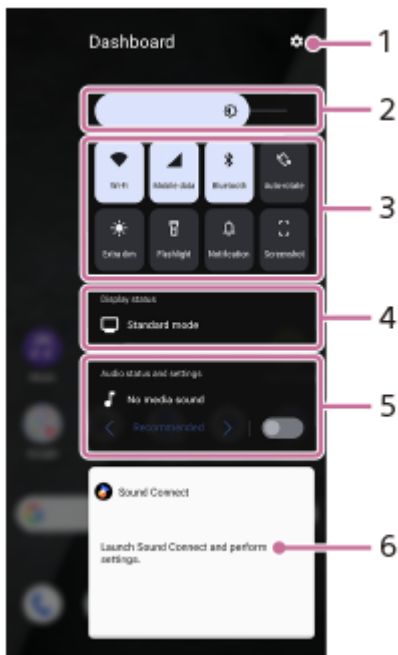 Dashboard
1
2
Wi-Fi Mobile data Bluetooth Auto-rotate
3
Extra dim Flashlight Notification Screenshot
Display status
Standard mode
4
Audio status and settings
No media sound
5
Recommended
Sound Connect
Launch Sound Connect and perform
settings.
6